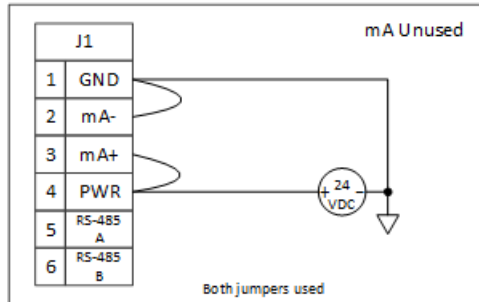 mA Unused
J1
1 GND
2 mA-
3 mA+
4 PWR
5 RS-485
A
6 RS-485
B
+ 24 -
VDC
Both jumpers used